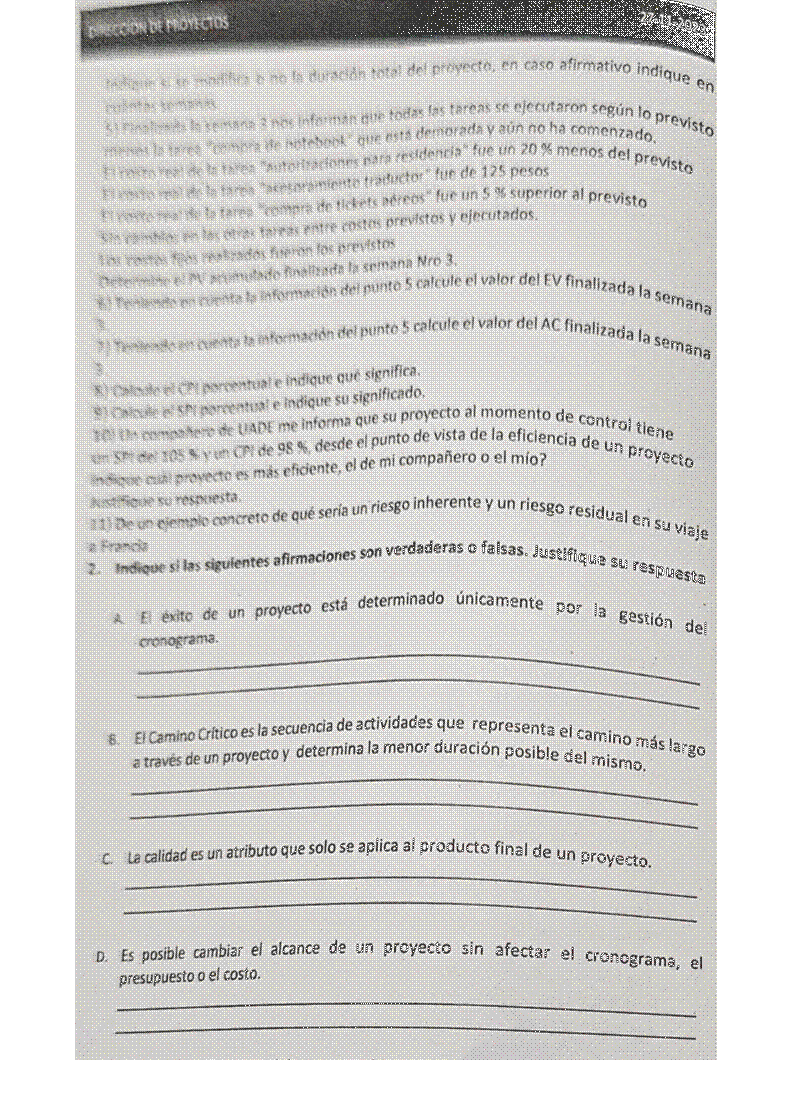 DIRECCIÓN DE PROYECTOS
Indique si se modifica o no la duración total del proyecto, en caso afirmativo indique en
cuántas semanas.
5) Finalizada la semana 3 nos informan que todas las tareas se ejecutaron según lo previsto
menos la tarea "compra de notebook" que está demorada y aún no ha comenzado.
El costo real de la tarea "autorizaciones para residencia" fue un 20 % menos del previsto
El costo real de la tarea "asesoramiento traductor" fue de 125 pesos
El costo real de la tarea "compra de tickets aéreos" fue un 5 % superior al previsto
Sin cambios en las otras tareas entre costos previstos y ejecutados.
Los costos fijos realizados fueron los previstos
Determine el PV acumulado finalizada la semana Nro 3.
6) Teniendo en cuenta la información del punto 5 calcule el valor del EV finalizada la semana
3.
7) Teniendo en cuenta la información del punto 5 calcule el valor del AC finalizada la semana
3
8) Calcule el CPI porcentual e indique qué significa.
9) Calcule el SPI porcentual e indique su significado.
10) Un compañero de UADE me informa que su proyecto al momento de control tiene
un SPI del 105 % y un CPI de 98 %, desde el punto de vista de la eficiencia de un proyecto
indique cuál proyecto es más eficiente, el de mi compañero o el mío?
Justifique su respuesta.
11) De un ejemplo concreto de qué sería un riesgo inherente y un riesgo residual en su viaje
a Francia
2. Indique si las siguientes afirmaciones son verdaderas o falsas. Justifique su respuesta
A. El éxito de un proyecto está determinado únicamente por la gestión del
cronograma.
B. El Camino Crítico es la secuencia de actividades que representa el camino más largo
a través de un proyecto y determina la menor duración posible del mismo.
C. La calidad es un atributo que solo se aplica al producto final de un proyecto.
D. Es posible cambiar el alcance de un proyecto sin afectar el cronograma, el
presupuesto o el costo.